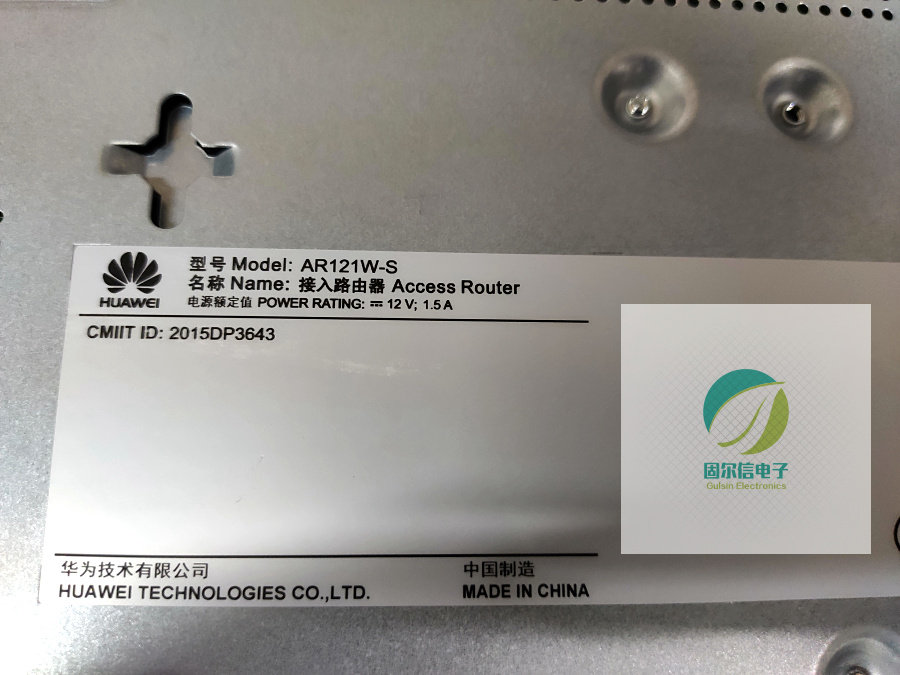 型号 Model: AR121W-S
名称 Name: 接入路由器 Access Router
电源额定值 POWER RATING: ⎓ 12 V; 1.5 A
HUAWEI
CMIIT ID: 2015DP3643
固尔信电子
Gulsin Electronics
华为技术有限公司
中国制造
HUAWEI TECHNOLOGIES CO.,LTD.
MADE IN CHINA